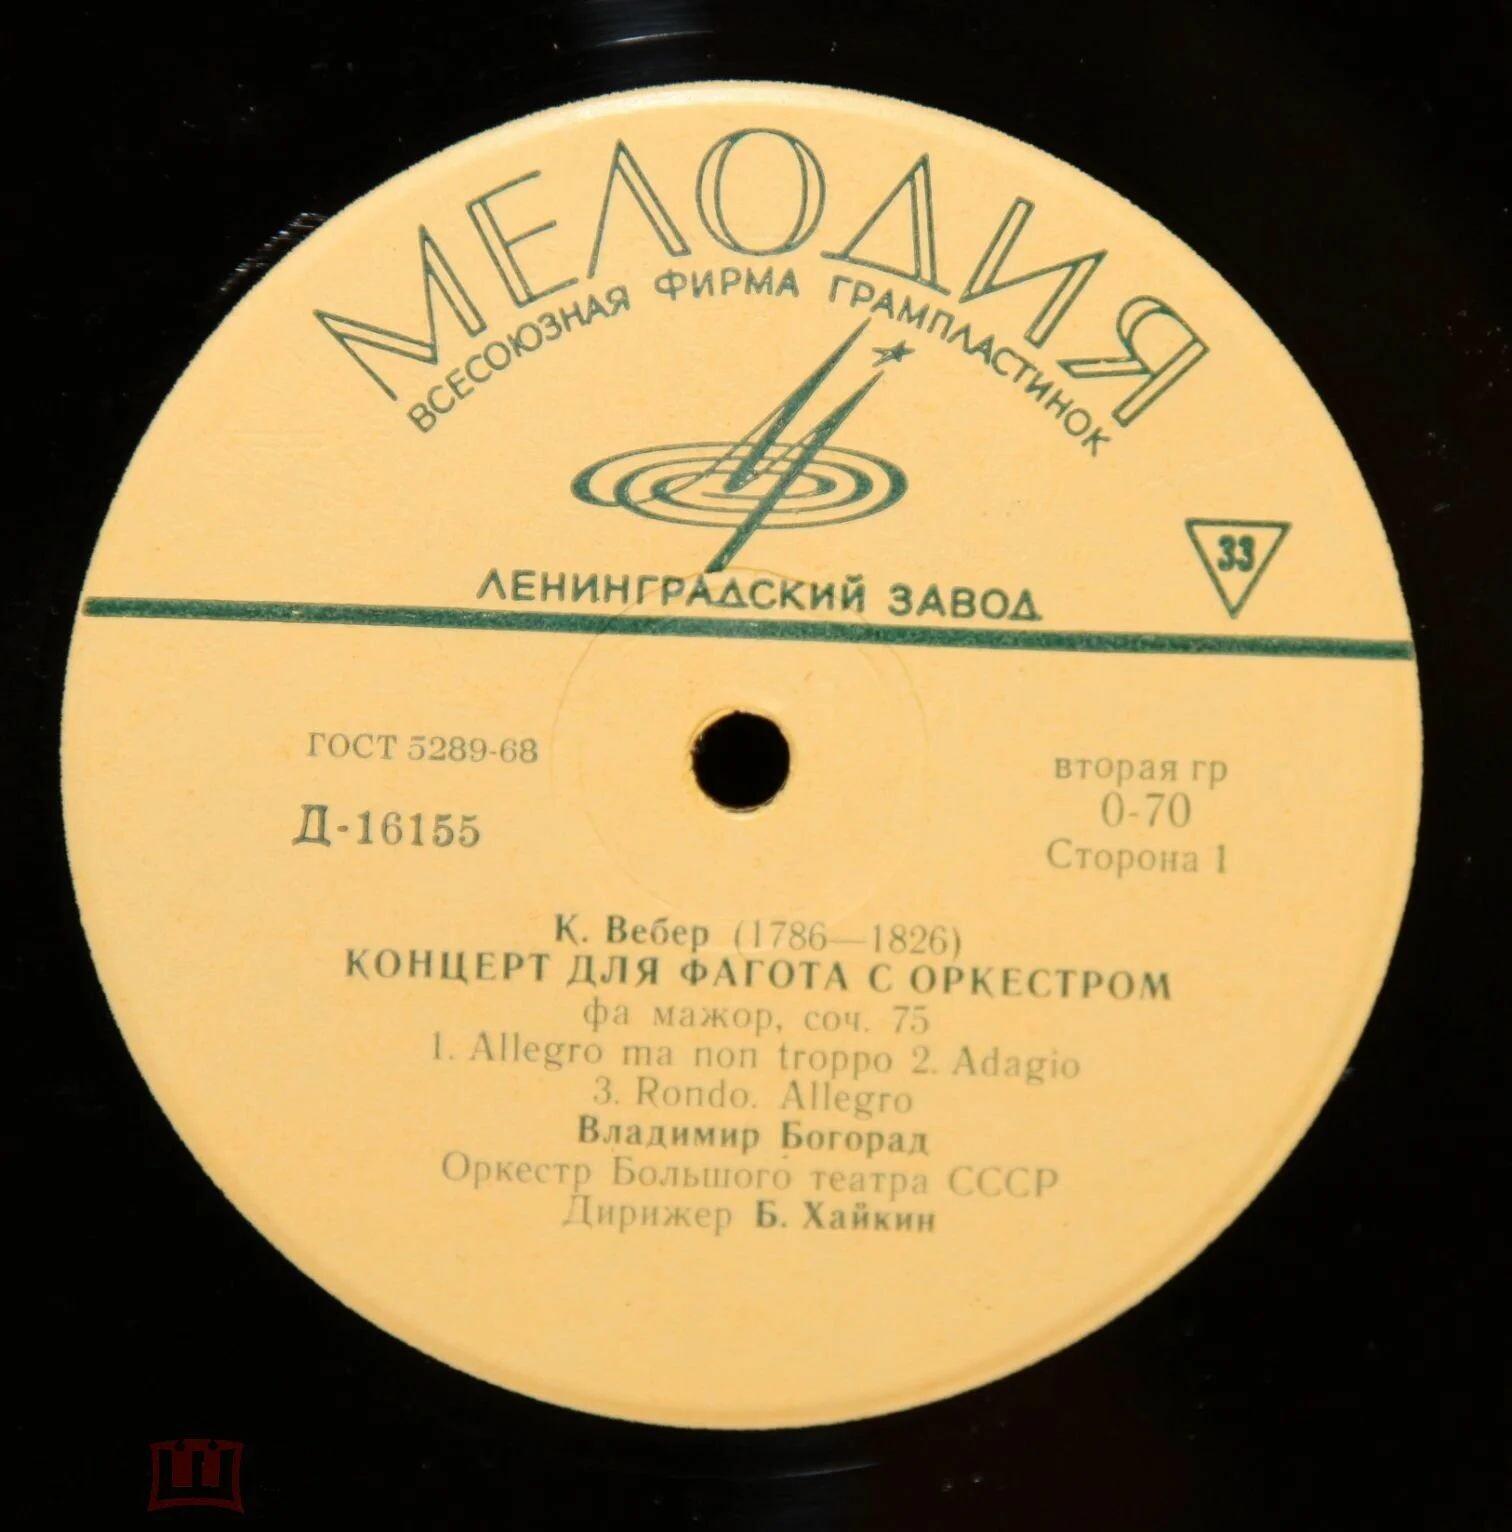 МЕЛОДИЯ
ВСЕСОЮЗНАЯ ФИРМА ГРАМПЛАСТИНОК
33
ЛЕНИНГРАДСКИЙ ЗАВОД
ГОСТ 5289-68
Д-16155
вторая гр
0-70
Сторона 1
К. Вебер (1786—1826)
КОНЦЕРТ ДЛЯ ФАГОТА С ОРКЕСТРОМ
фа мажор, соч. 75
1. Allegro ma non troppo 2. Adagio
3. Rondo. Allegro
Владимир Богорад
Оркестр Большого театра СССР
Дирижер Б. Хайкин